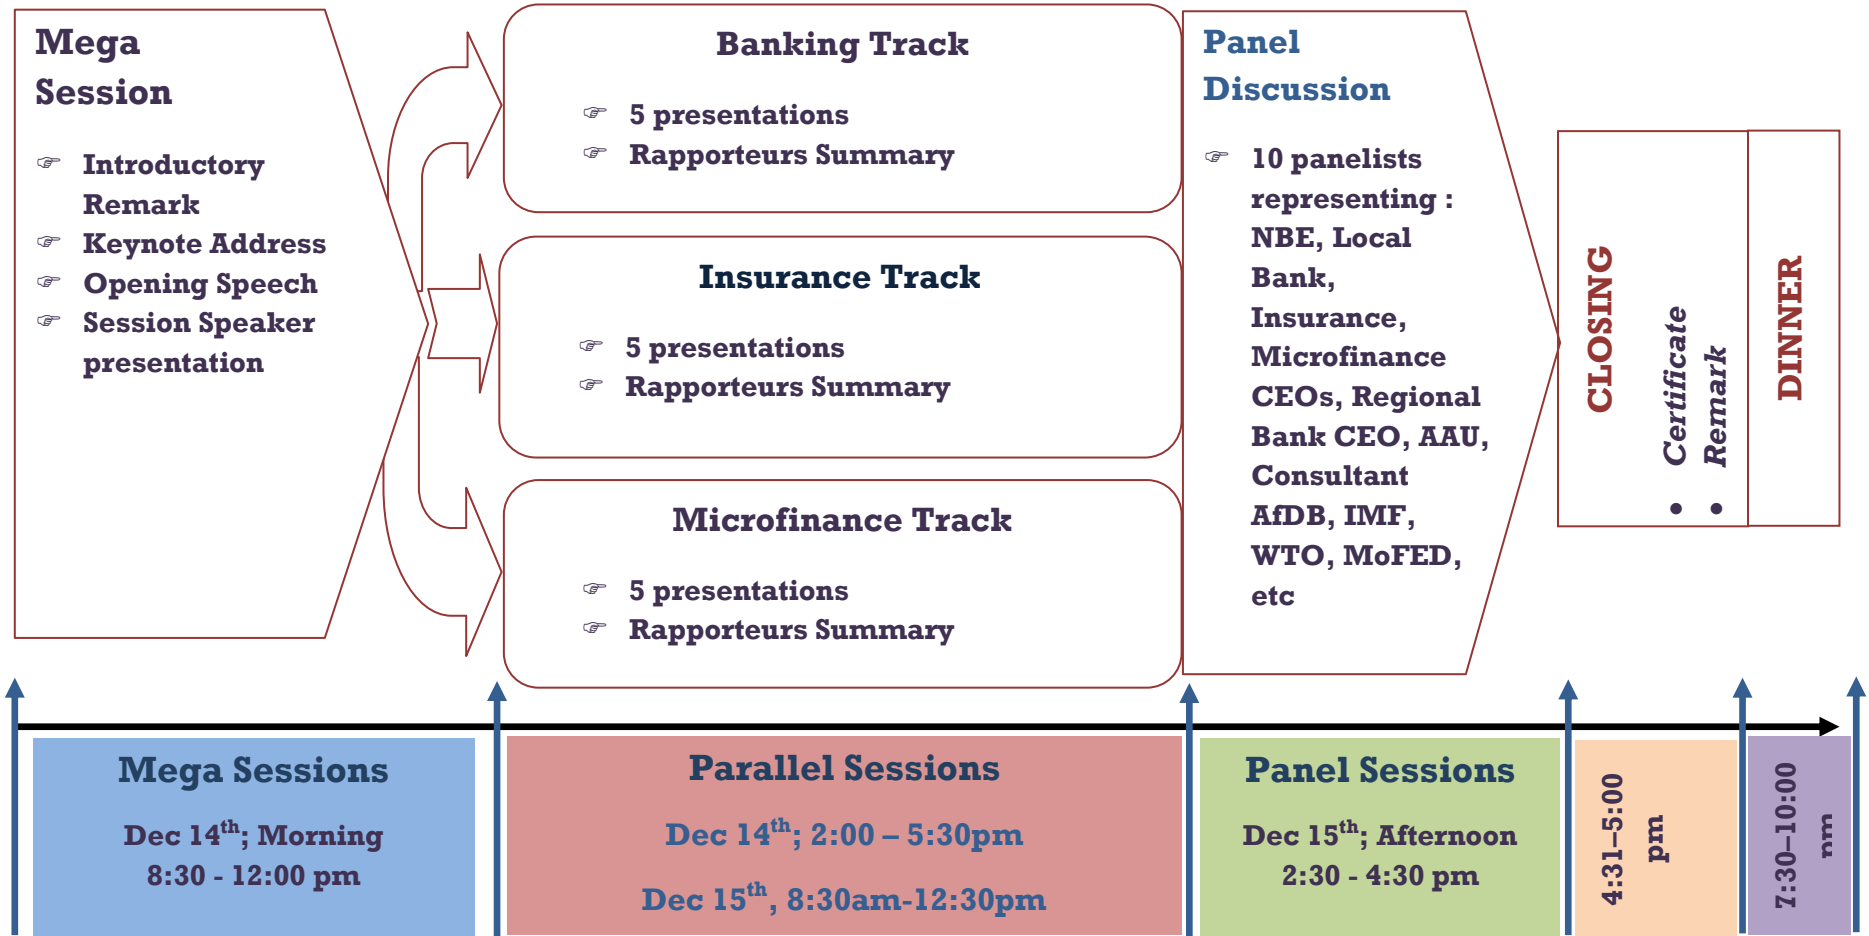 Mega
Session
☞ Introductory
Remark
☞ Keynote Address
☞ Opening Speech
☞ Session Speaker
presentation
Banking Track
☞ 5 presentations
☞ Rapporteurs Summary
Insurance Track
☞ 5 presentations
☞ Rapporteurs Summary
Microfinance Track
☞ 5 presentations
☞ Rapporteurs Summary
Panel
Discussion
☞ 10 panelists
representing :
NBE, Local
Bank,
Insurance,
Microfinance
CEOs, Regional
Bank CEO, AAU,
Consultant
AfDB, IMF,
WTO, MoFED,
etc
CLOSING
• Certificate
• Remark
DINNER
Mega Sessions
Dec 14th; Morning
8:30 - 12:00 pm
Parallel Sessions
Dec 14th; 2:00 – 5:30pm
Dec 15th, 8:30am-12:30pm
Panel Sessions
Dec 15th; Afternoon
2:30 - 4:30 pm
4:31–5:00
pm
7:30–10:00
pm